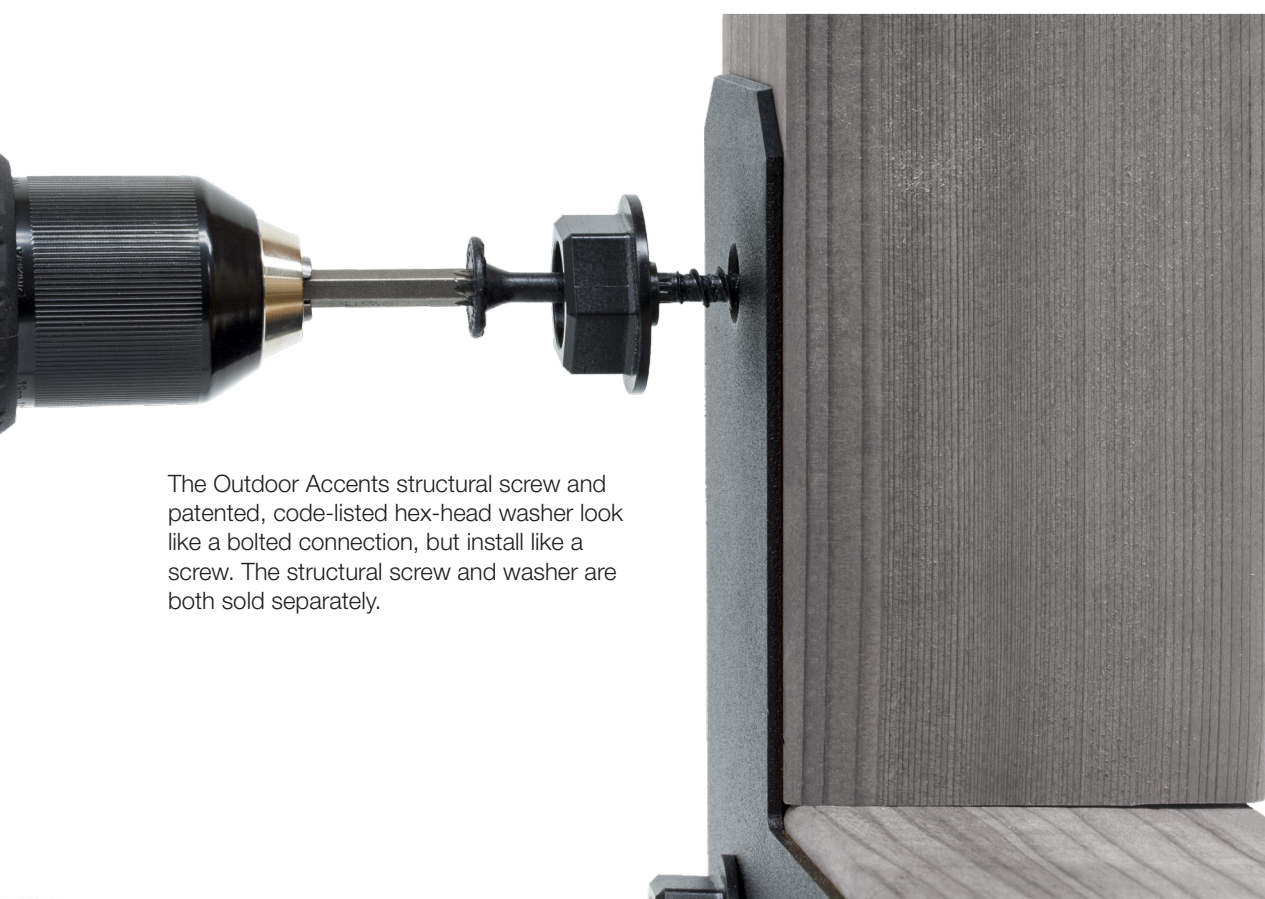 The Outdoor Accents structural screw and
patented, code-listed hex-head washer look
like a bolted connection, but install like a
screw. The structural screw and washer are
both sold separately.